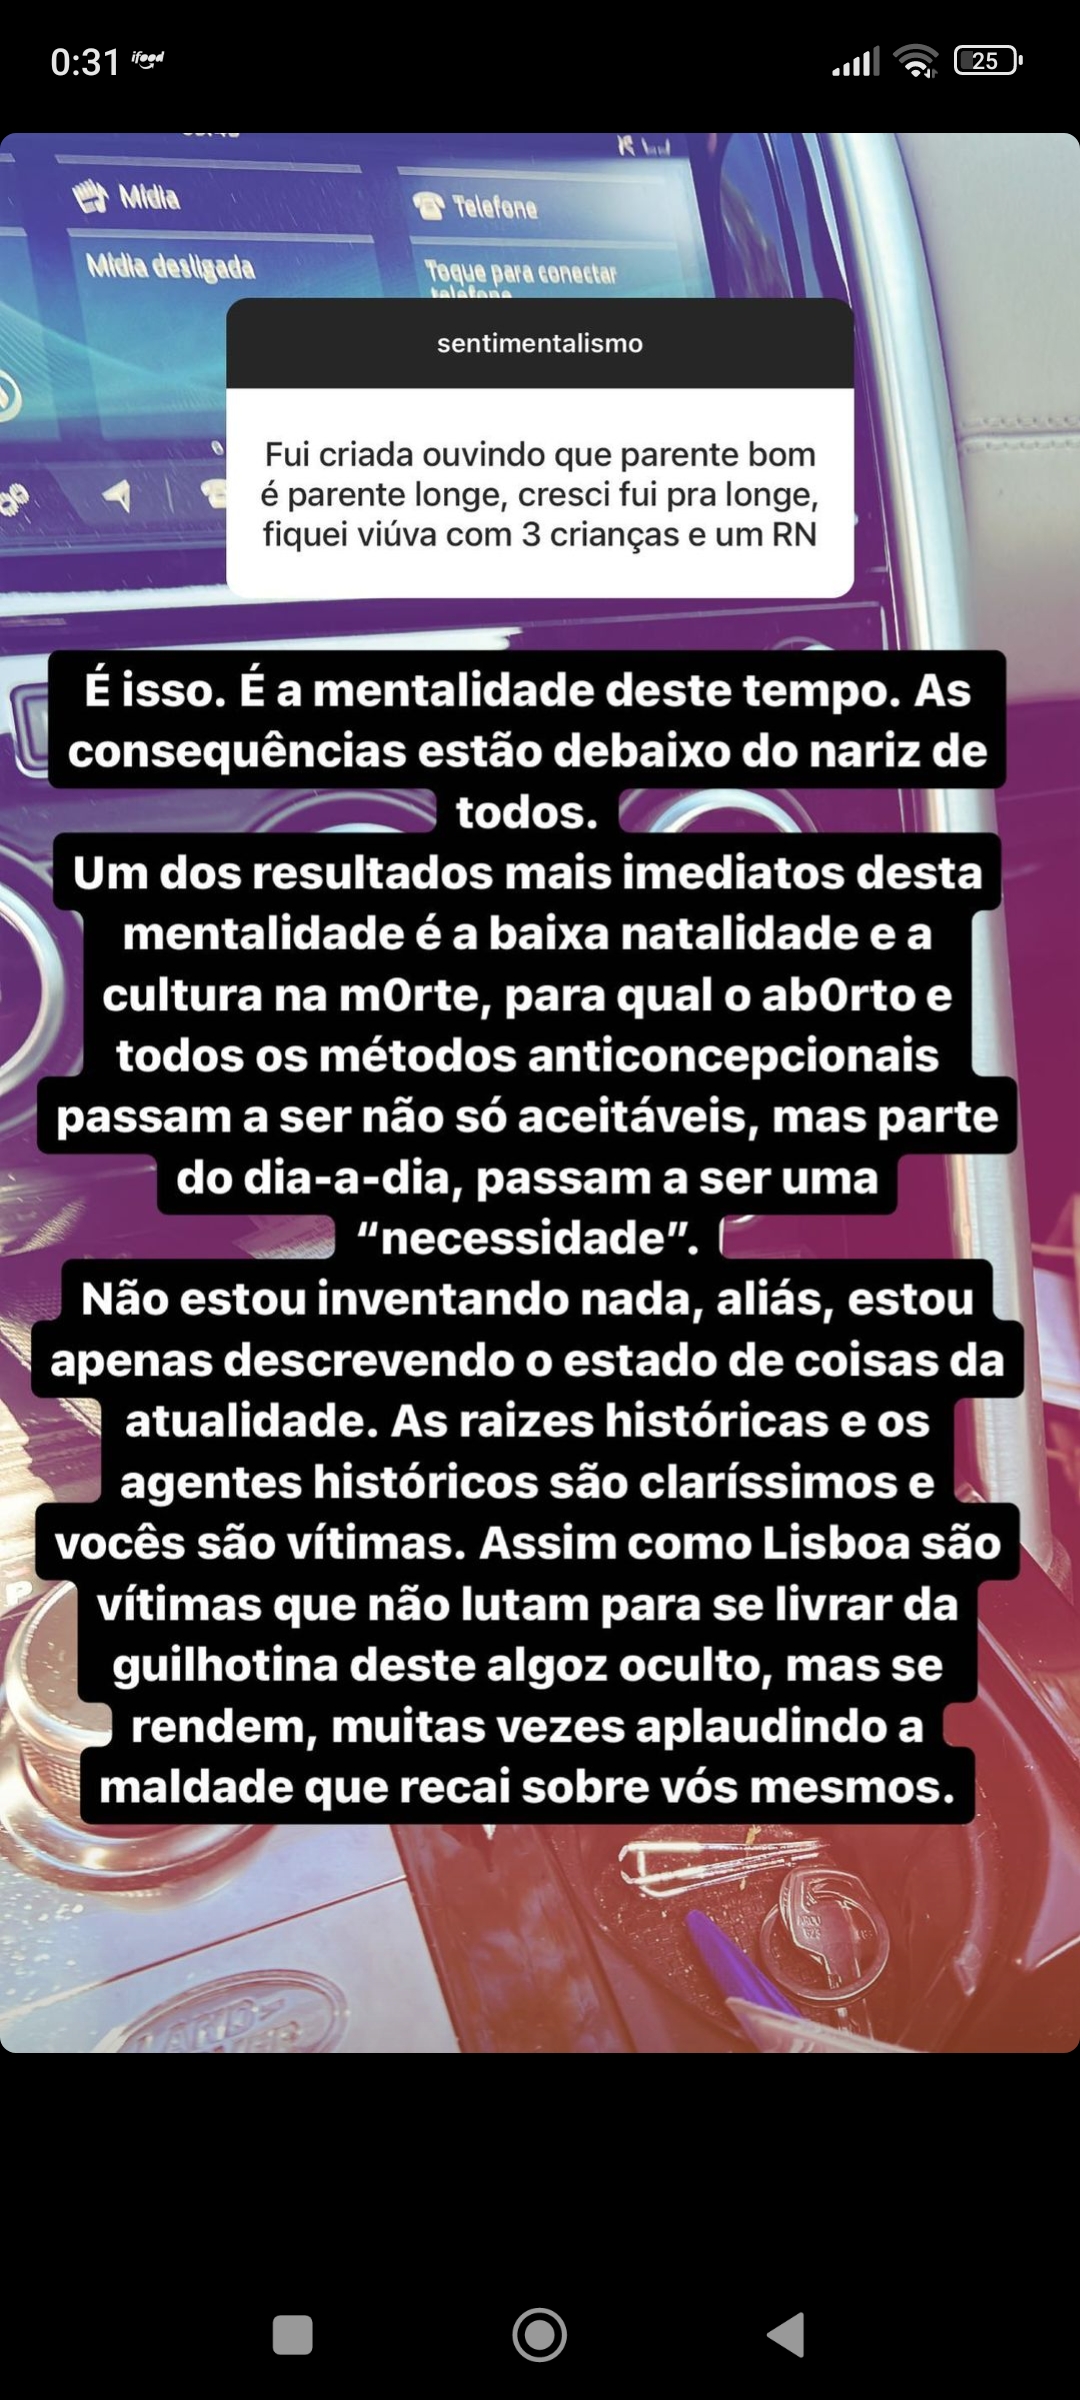 0:31 ifood 25
Mídia
Telefone
Mídia desligada
Toque para conectar
telefone
sentimentalismo
Fui criada ouvindo que parente bom
é parente longe, cresci fui pra longe,
fiquei viúva com 3 crianças e um RN
É isso. É a mentalidade deste tempo. As
consequências estão debaixo do nariz de
todos.
Um dos resultados mais imediatos desta
mentalidade é a baixa natalidade e a
cultura na m0rte, para qual o ab0rto e
todos os métodos anticoncepcionais
passam a ser não só aceitáveis, mas parte
do dia-a-dia, passam a ser uma
“necessidade”.
Não estou inventando nada, aliás, estou
apenas descrevendo o estado de coisas da
atualidade. As raizes históricas e os
agentes históricos são claríssimos e
vocês são vítimas. Assim como Lisboa são
vítimas que não lutam para se livrar da
guilhotina deste algoz oculto, mas se
rendem, muitas vezes aplaudindo a
maldade que recai sobre vós mesmos.
P
LAND-